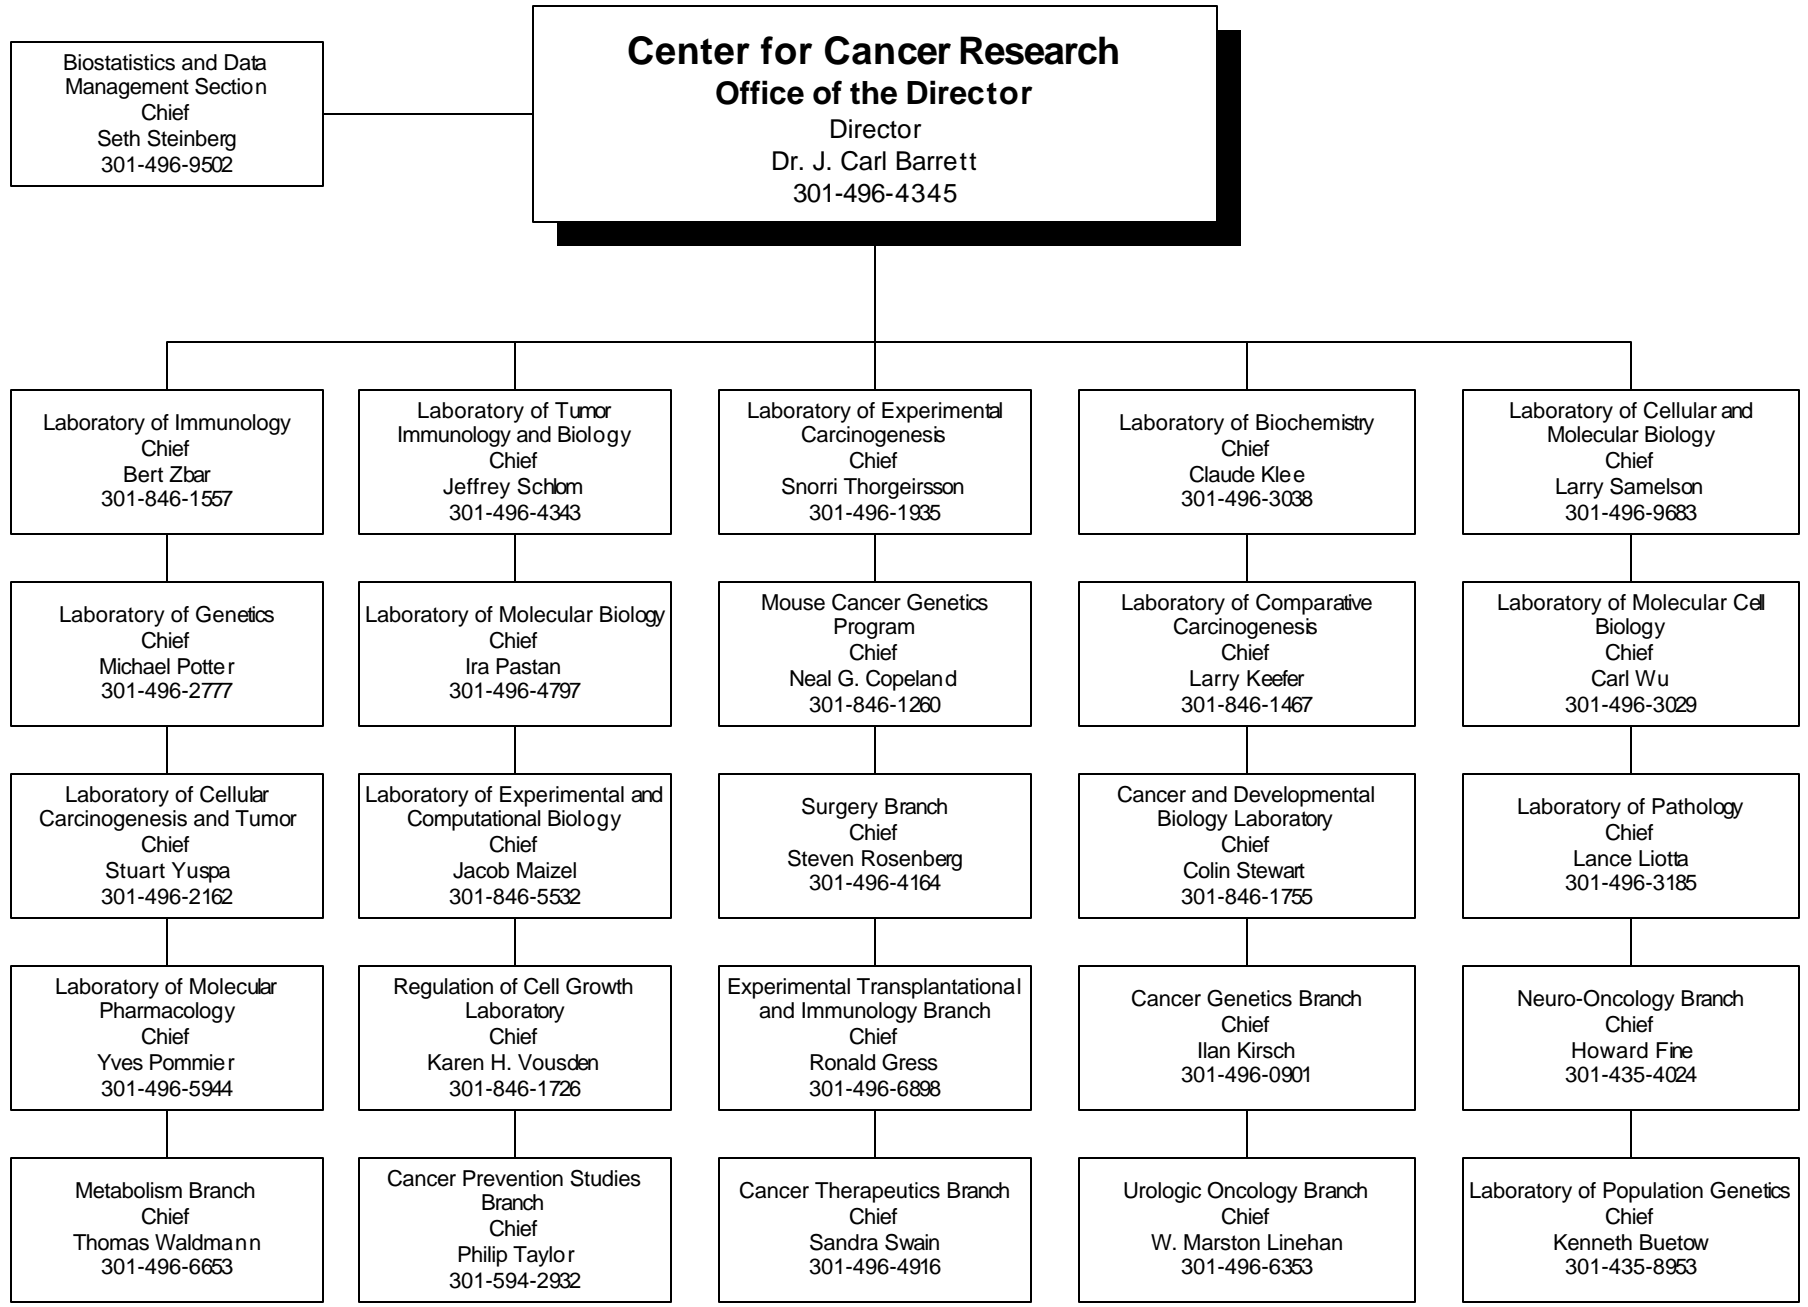 Biostatistics and Data
Management Section
Chief
Seth Steinberg
301-496-9502
Center for Cancer Research
Office of the Director
Director
Dr. J. Carl Barrett
301-496-4345
Laboratory of Immunology
Chief
Bert Zbar
301-846-1557
Laboratory of Tumor
Immunology and Biology
Chief
Jeffrey Schlom
301-496-4343
Laboratory of Experimental
Carcinogenesis
Chief
Snorri Thorgeirsson
301-496-1935
Laboratory of Biochemistry
Chief
Claude Klee
301-496-3038
Laboratory of Cellular and
Molecular Biology
Chief
Larry Samelson
301-496-9683
Laboratory of Genetics
Chief
Michael Potter
301-496-2777
Laboratory of Molecular Biology
Chief
Ira Pastan
301-496-4797
Mouse Cancer Genetics
Program
Chief
Neal G. Copeland
301-846-1260
Laboratory of Comparative
Carcinogenesis
Chief
Larry Keefer
301-846-1467
Laboratory of Molecular Cell
Biology
Chief
Carl Wu
301-496-3029
Laboratory of Cellular
Carcinogenesis and Tumor
Chief
Stuart Yuspa
301-496-2162
Laboratory of Experimental and
Computational Biology
Chief
Jacob Maizel
301-846-5532
Surgery Branch
Chief
Steven Rosenberg
301-496-4164
Cancer and Developmental
Biology Laboratory
Chief
Colin Stewart
301-846-1755
Laboratory of Pathology
Chief
Lance Liotta
301-496-3185
Laboratory of Molecular
Pharmacology
Chief
Yves Pommier
301-496-5944
Regulation of Cell Growth
Laboratory
Chief
Karen H. Vousden
301-846-1726
Experimental Transplantational
and Immunology Branch
Chief
Ronald Gress
301-496-6898
Cancer Genetics Branch
Chief
Ilan Kirsch
301-496-0901
Neuro-Oncology Branch
Chief
Howard Fine
301-435-4024
Metabolism Branch
Chief
Thomas Waldmann
301-496-6653
Cancer Prevention Studies
Branch
Chief
Philip Taylor
301-594-2932
Cancer Therapeutics Branch
Chief
Sandra Swain
301-496-4916
Urologic Oncology Branch
Chief
W. Marston Linehan
301-496-6353
Laboratory of Population Genetics
Chief
Kenneth Buetow
301-435-8953